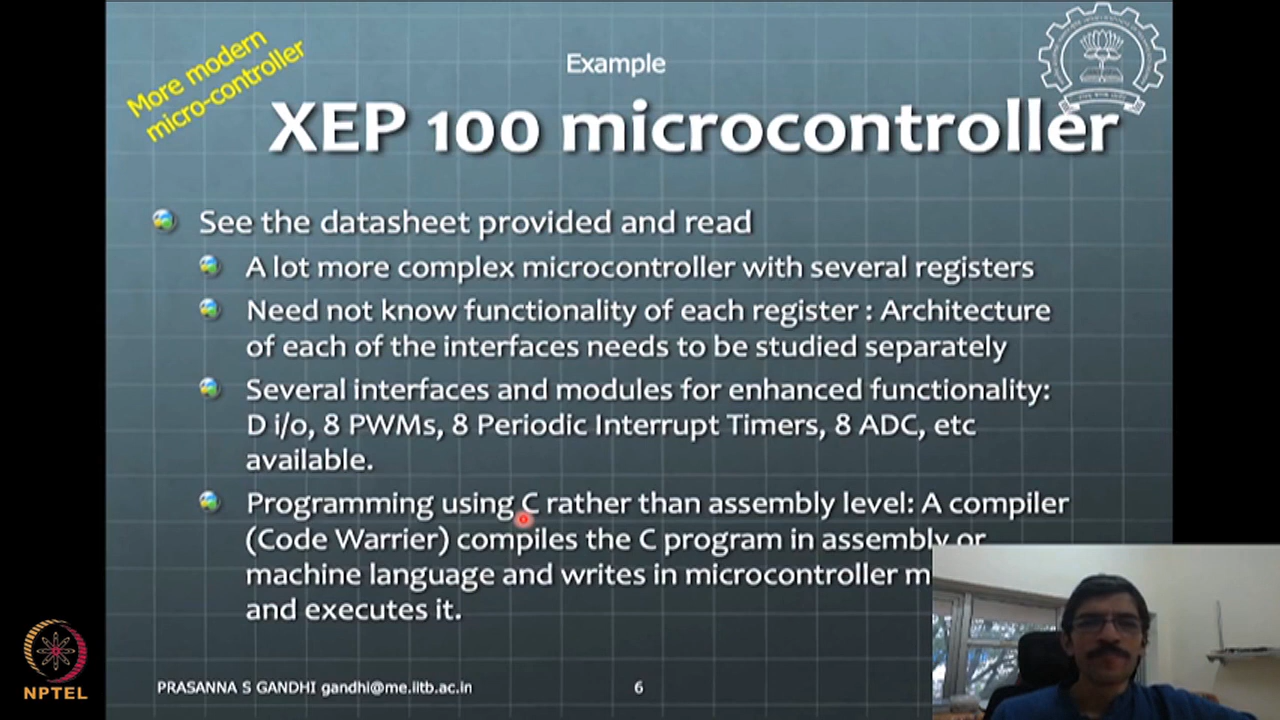 More modern
micro-controller
Example
XEP 100 microcontroller
See the datasheet provided and read
A lot more complex microcontroller with several registers
Need not know functionality of each register : Architecture
of each of the interfaces needs to be studied separately
Several interfaces and modules for enhanced functionality:
D i/o, 8 PWMs, 8 Periodic Interrupt Timers, 8 ADC, etc
available.
Programming using C rather than assembly level: A compiler
(Code Warrier) compiles the C program in assembly or
machine language and writes in microcontroller m
and executes it.
NPTEL
PRASANNA S GANDHI gandhi@me.iitb.ac.in
6